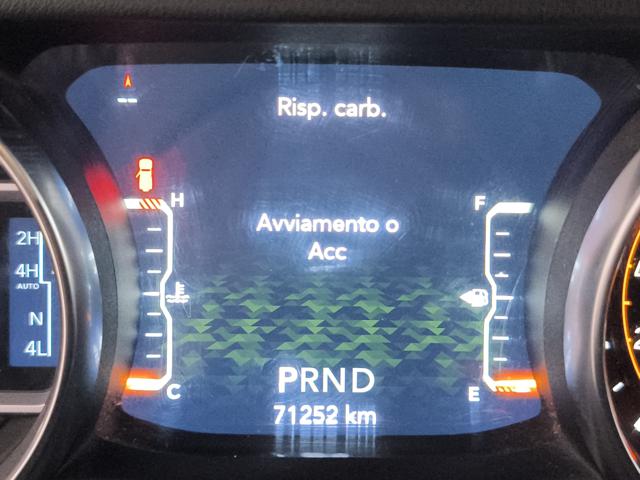 Risp. carb.
H
F
Avviamento o
Acc
2H
4H
AUTO
N
4L
PRND
C
E
71252 km